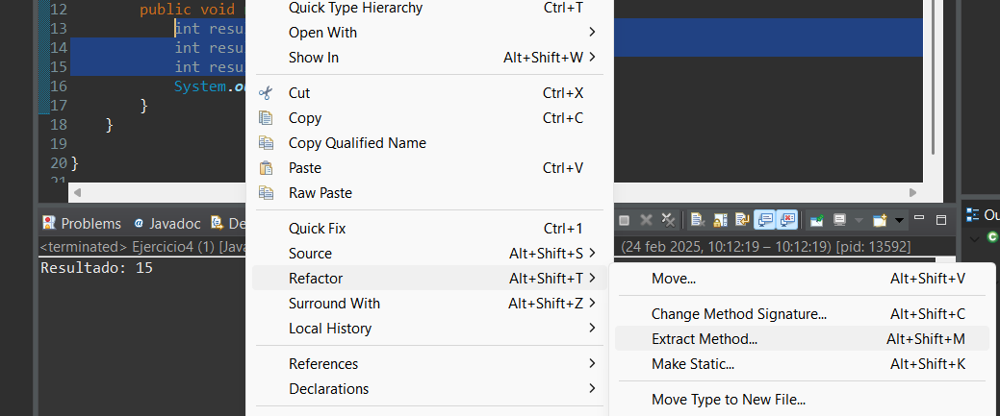 12 public void
Quick Type Hierarchy Ctrl+T
13 int resul
Open With
14 int resul
Show In Alt+Shift+W
15 int resul
16 System.ou
Cut Ctrl+X
17 }
Copy Ctrl+C
18 }
19
Copy Qualified Name
20 }
Paste Ctrl+V
21
Raw Paste
Problems @ Javadoc De
Quick Fix Ctrl+1
Ou
<terminated> Ejercicio4 (1) [Java
(24 feb 2025, 10:12:19 – 10:12:19) [pid: 13592]
Source Alt+Shift+S
Resultado: 15
Refactor Alt+Shift+T
Move... Alt+Shift+V
Surround With Alt+Shift+Z
Change Method Signature... Alt+Shift+C
Local History
Extract Method... Alt+Shift+M
References
Make Static... Alt+Shift+K
Declarations
Move Type to New File...